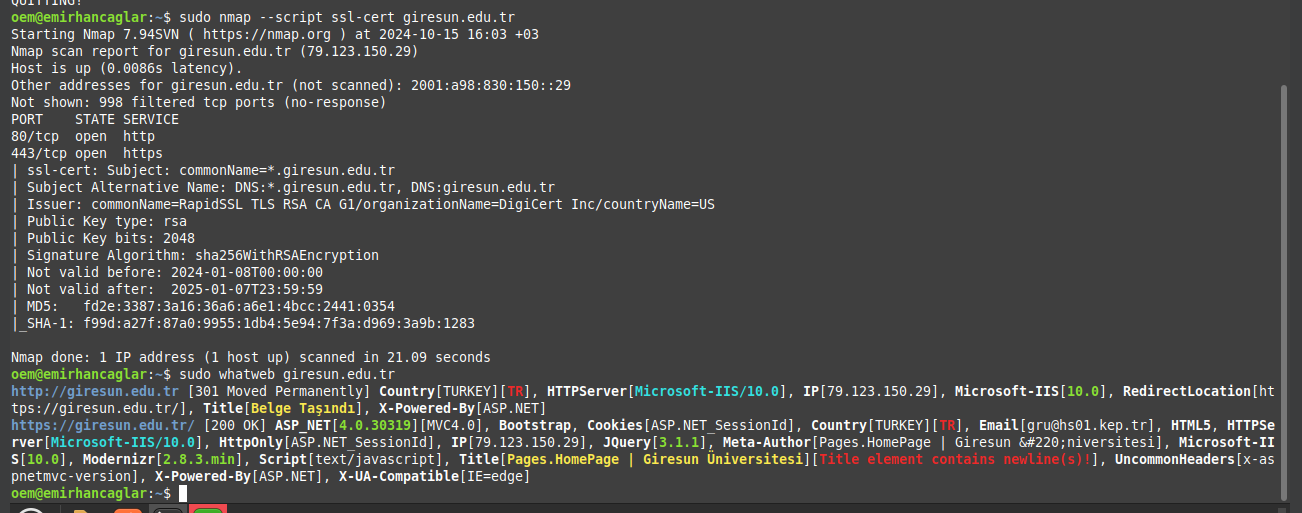 QUITTING!
oem@emirhancaglar:~$ sudo nmap --script ssl-cert giresun.edu.tr
Starting Nmap 7.94SVN ( https://nmap.org ) at 2024-10-15 16:03 +03
Nmap scan report for giresun.edu.tr (79.123.150.29)
Host is up (0.0086s latency).
Other addresses for giresun.edu.tr (not scanned): 2001:a98:830:150::29
Not shown: 998 filtered tcp ports (no-response)
PORT    STATE SERVICE
80/tcp  open  http
443/tcp open  https
| ssl-cert: Subject: commonName=*.giresun.edu.tr
| Subject Alternative Name: DNS:*.giresun.edu.tr, DNS:giresun.edu.tr
| Issuer: commonName=RapidSSL TLS RSA CA G1/organizationName=DigiCert Inc/countryName=US
| Public Key type: rsa
| Public Key bits: 2048
| Signature Algorithm: sha256WithRSAEncryption
| Not valid before: 2024-01-08T00:00:00
| Not valid after:  2025-01-07T23:59:59
| MD5:   fd2e:3387:3a16:36a6:a6e1:4bcc:2441:0354
|_SHA-1: f99d:a27f:87a0:9955:1db4:5e94:7f3a:d969:3a9b:1283
Nmap done: 1 IP address (1 host up) scanned in 21.09 seconds
oem@emirhancaglar:~$ sudo whatweb giresun.edu.tr
http://giresun.edu.tr [301 Moved Permanently] Country[TURKEY][TR], HTTPServer[Microsoft-IIS/10.0], IP[79.123.150.29], Microsoft-IIS[10.0], RedirectLocation[ht
tps://giresun.edu.tr/], Title[Belge Taşındı], X-Powered-By[ASP.NET]
https://giresun.edu.tr/ [200 OK] ASP_NET[4.0.30319][MVC4.0], Bootstrap, Cookies[ASP.NET_SessionId], Country[TURKEY][TR], Email[gru@hs01.kep.tr], HTML5, HTTPSe
rver[Microsoft-IIS/10.0], HttpOnly[ASP.NET_SessionId], IP[79.123.150.29], JQuery[3.1.1], Meta-Author[Pages.HomePage | Giresun &#220;niversitesi], Microsoft-II
S[10.0], Modernizr[2.8.3.min], Script[text/javascript], Title[Pages.HomePage | Giresun Üniversitesi][Title element contains newline(s)!], UncommonHeaders[x-as
pnetmvc-version], X-Powered-By[ASP.NET], X-UA-Compatible[IE=edge]
oem@emirhancaglar:~$